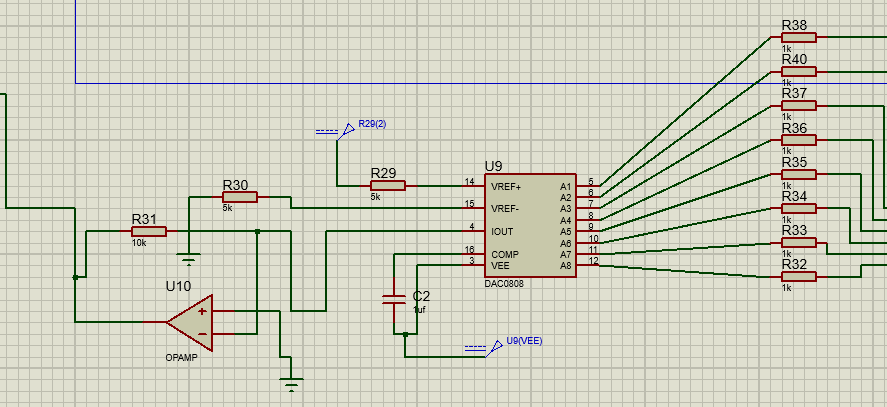 R38
1k
R40
1k
R37
1k
R36
1k
R35
1k
R34
1k
R33
1k
R32
1k
R29(2)
R29
5k
R30
5k
R31
10k
U9
14 VREF+ A1 5
15 VREF- A2 6
A3 7
4 IOUT A4 8
A5 9
A6 10
16 COMP A7 11
3 VEE A8 12
DAC0808
C2
1uf
U9(VEE)
U10
+
−
OPAMP